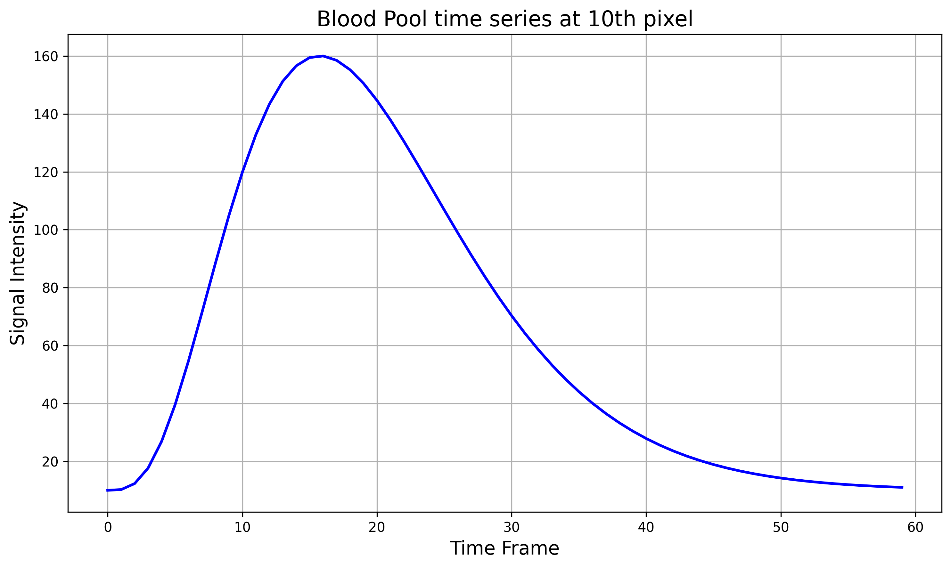 Blood Pool time series at 10th pixel
Signal Intensity
160
140
120
100
80
60
40
20
0 10 20 30 40 50 60
Time Frame